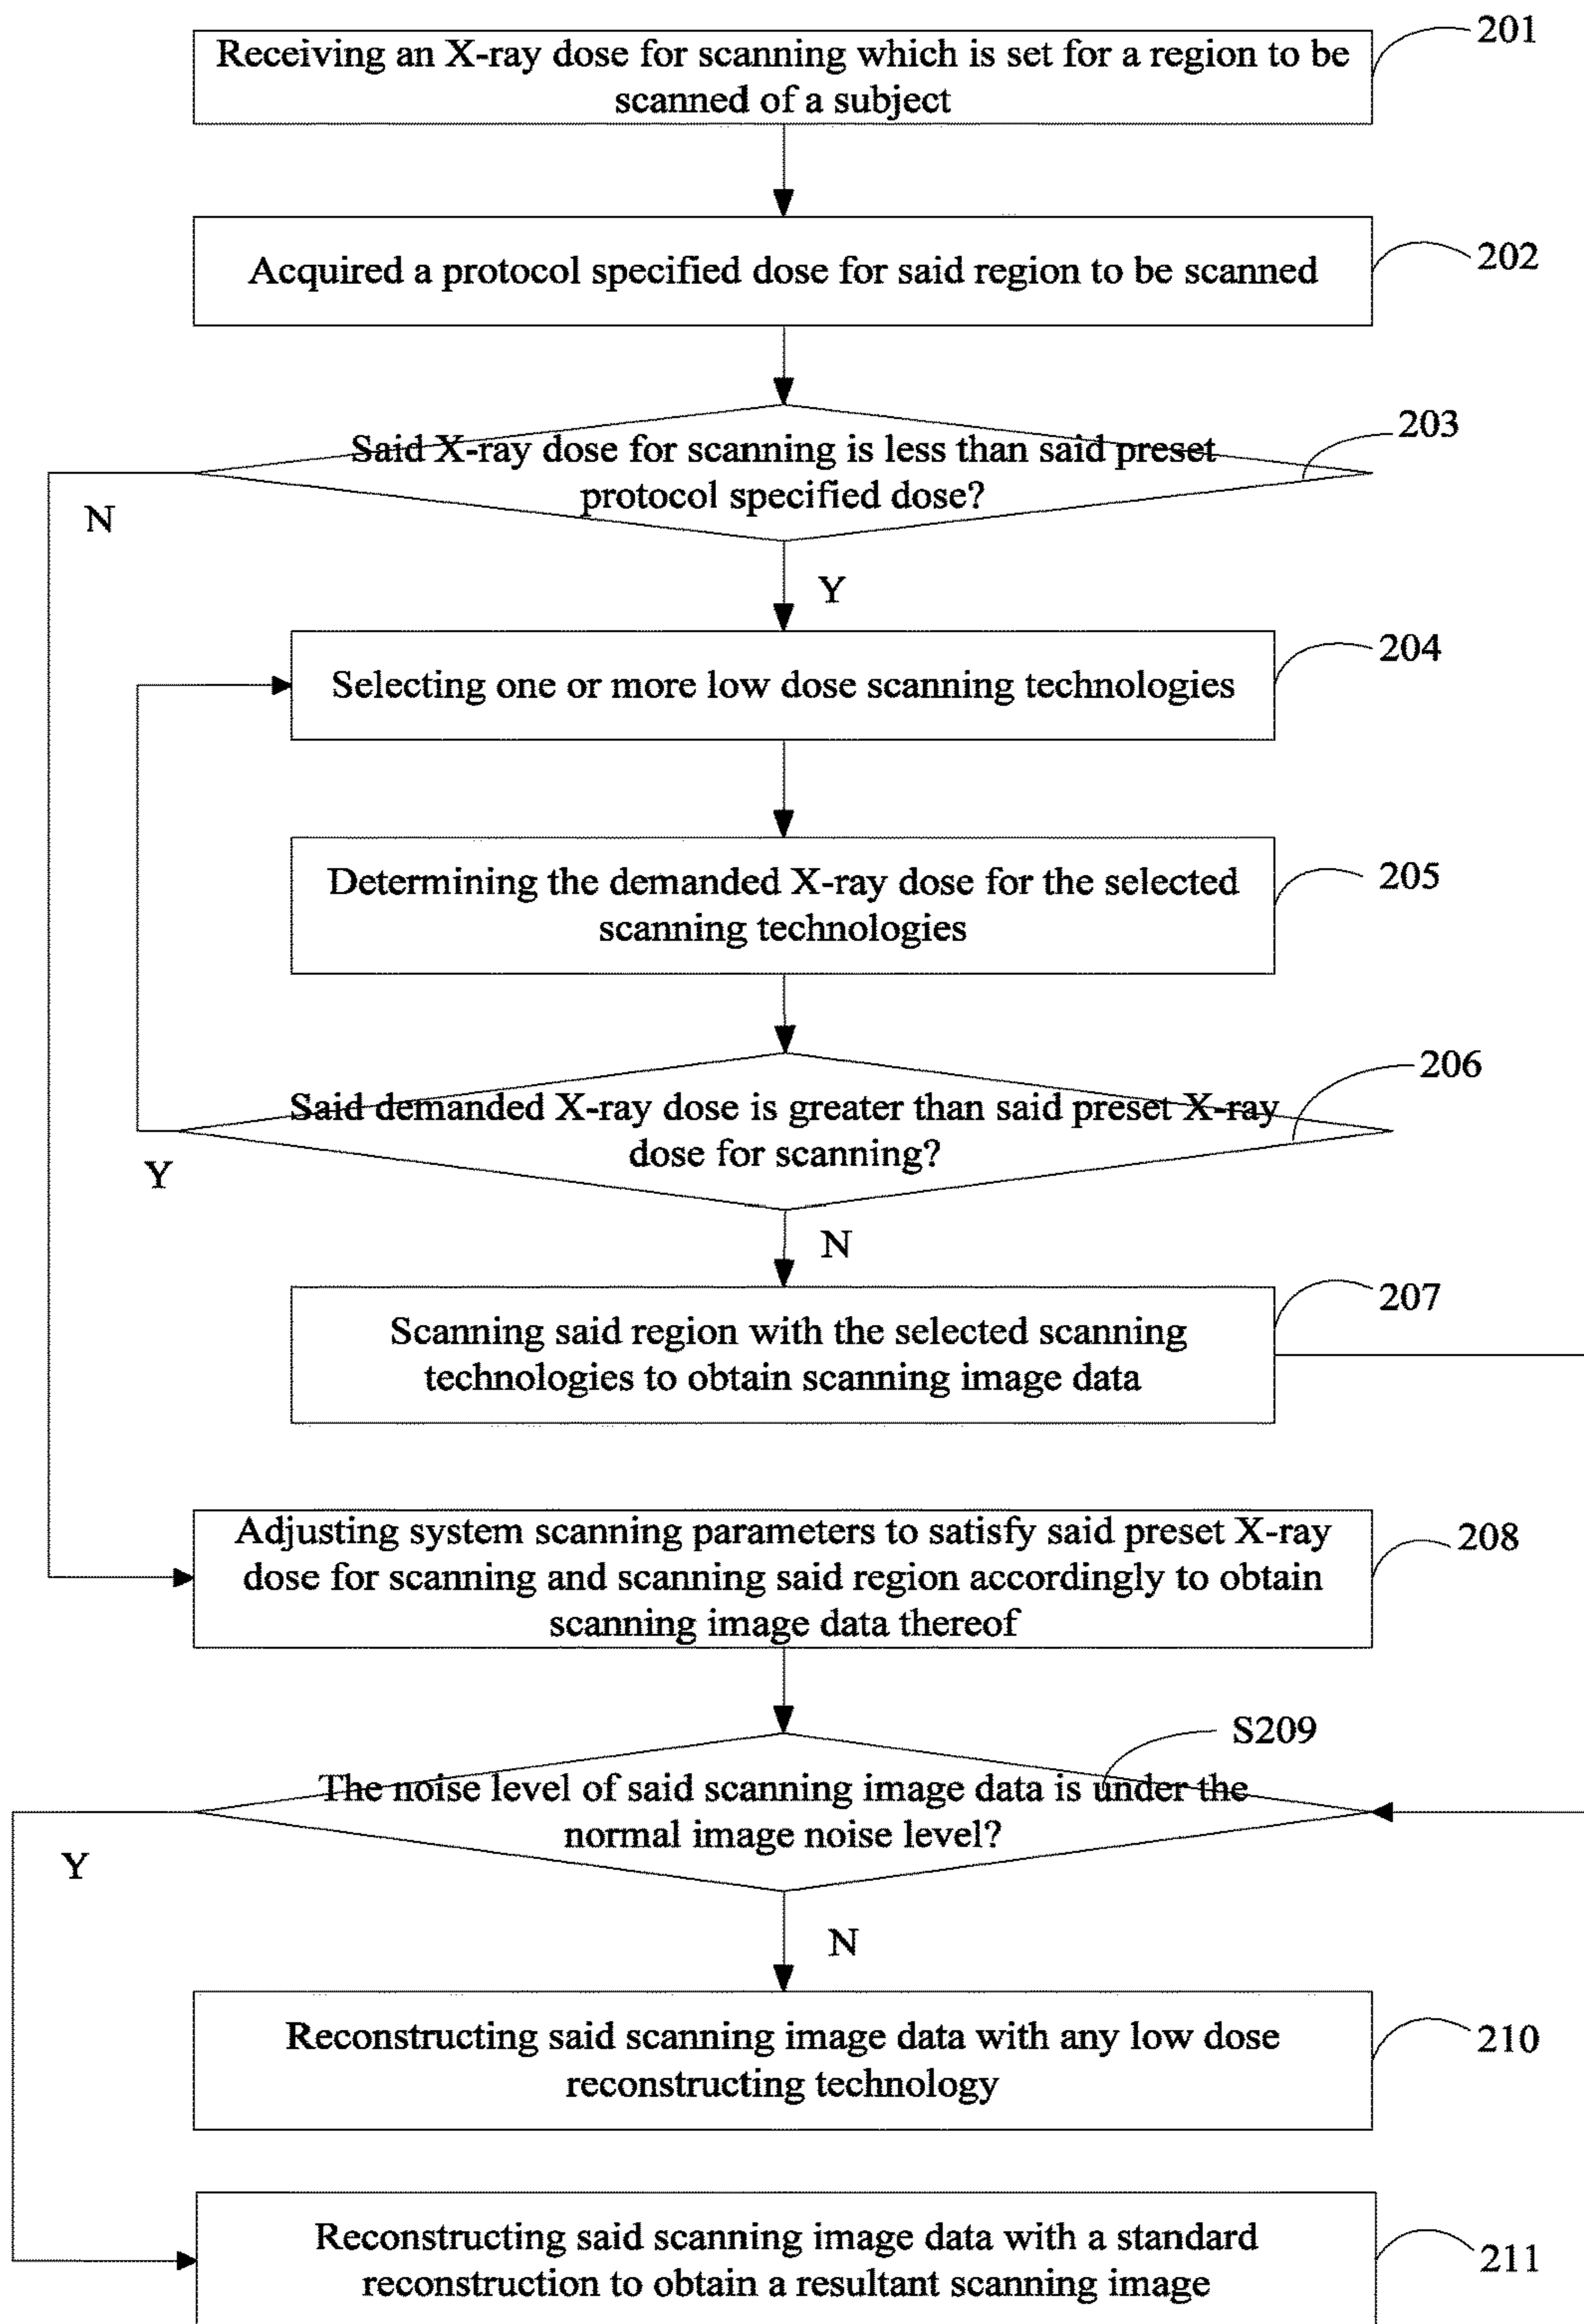 201
Receiving an X-ray dose for scanning which is set for a region to be
scanned of a subject
202
Acquired a protocol specified dose for said region to be scanned
203
Said X-ray dose for scanning is less than said preset
protocol specified dose?
N
Y
204
Selecting one or more low dose scanning technologies
205
Determining the demanded X-ray dose for the selected
scanning technologies
206
Said demanded X-ray dose is greater than said preset X-ray
dose for scanning?
Y
N
207
Scanning said region with the selected scanning
technologies to obtain scanning image data
208
Adjusting system scanning parameters to satisfy said preset X-ray
dose for scanning and scanning said region accordingly to obtain
scanning image data thereof
S209
The noise level of said scanning image data is under the
normal image noise level?
Y
N
210
Reconstructing said scanning image data with any low dose
reconstructing technology
211
Reconstructing said scanning image data with a standard
reconstruction to obtain a resultant scanning image